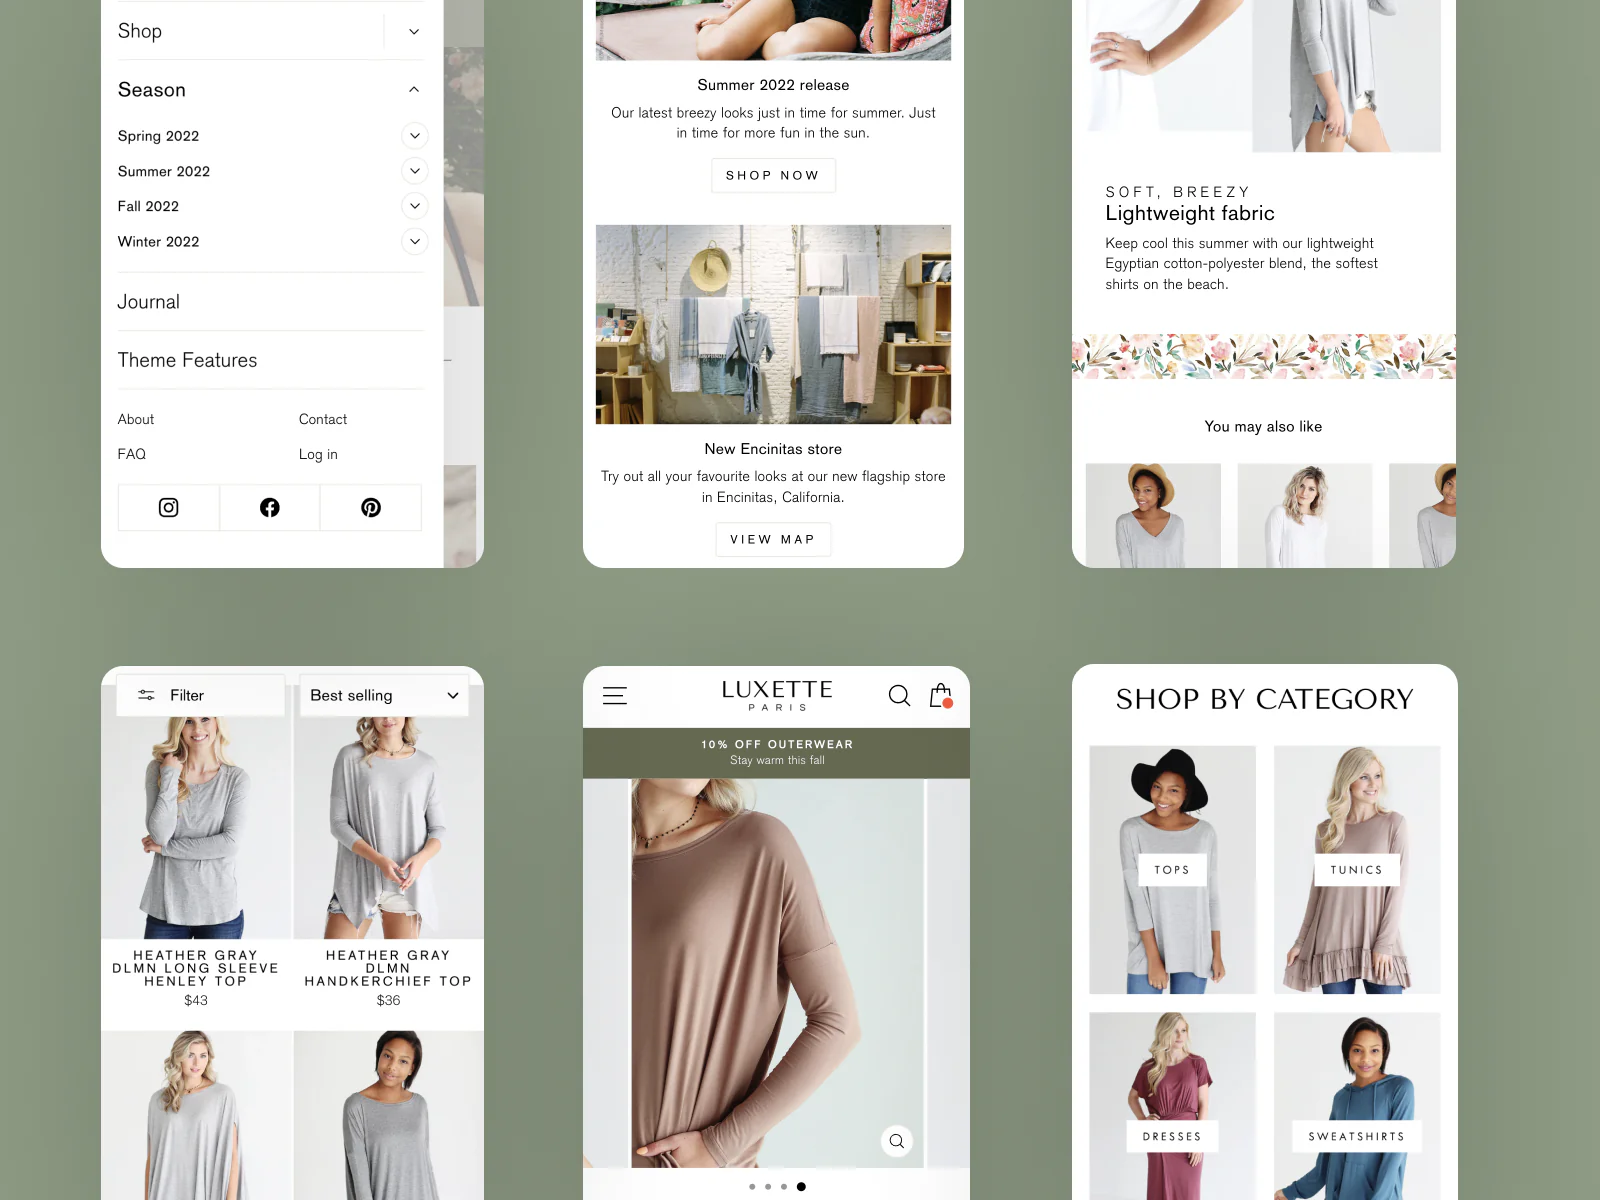 Shop
Season
Spring 2022
Summer 2022
Fall 2022
Winter 2022
Journal
Theme Features
About
Contact
FAQ
Log in
Summer 2022 release
Our latest breezy looks just in time for summer. Just
in time for more fun in the sun.
SHOP NOW
New Encinitas store
Try out all your favourite looks at our new flagship store
in Encinitas, California.
VIEW MAP
SOFT, BREEZY
Lightweight fabric
Keep cool this summer with our lightweight
Egyptian cotton-polyester blend, the softest
shirts on the beach.
You may also like
Filter
Best selling
HEATHER GRAY
DLMN LONG SLEEVE
HENLEY TOP
$43
HEATHER GRAY
DLMN
HANDKERCHIEF TOP
$36
LUXETTE
PARIS
10% OFF OUTERWEAR
Stay warm this fall
SHOP BY CATEGORY
TOPS
TUNICS
DRESSES
SWEATSHIRTS